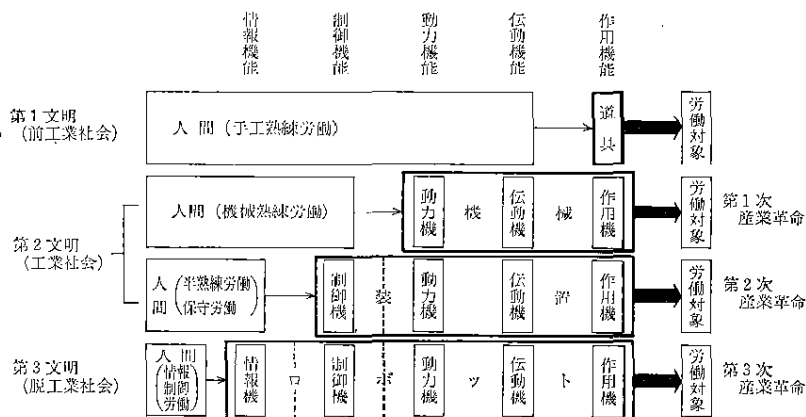 情報機能
制御機能
動力機能
伝動機能
作用機能
第1文明
(前工業社会)
人間(手工熟練労働)
道具
労働対象
第2文明
(工業社会)
人間(機械熟練労働)
動力機
機
伝動機
械
作用機
労働対象
第1次
産業革命
人間
(半熟練労働
保守労働)
制御機
装
動力機
伝動機
置
作用機
労働対象
第2次
産業革命
第3文明
(脱工業社会)
人間
(情報
制御
労働)
情報機
ロ
制御機
ボ
動力機
ッ
伝動機
ト
作用機
労働対象
第3次
産業革命